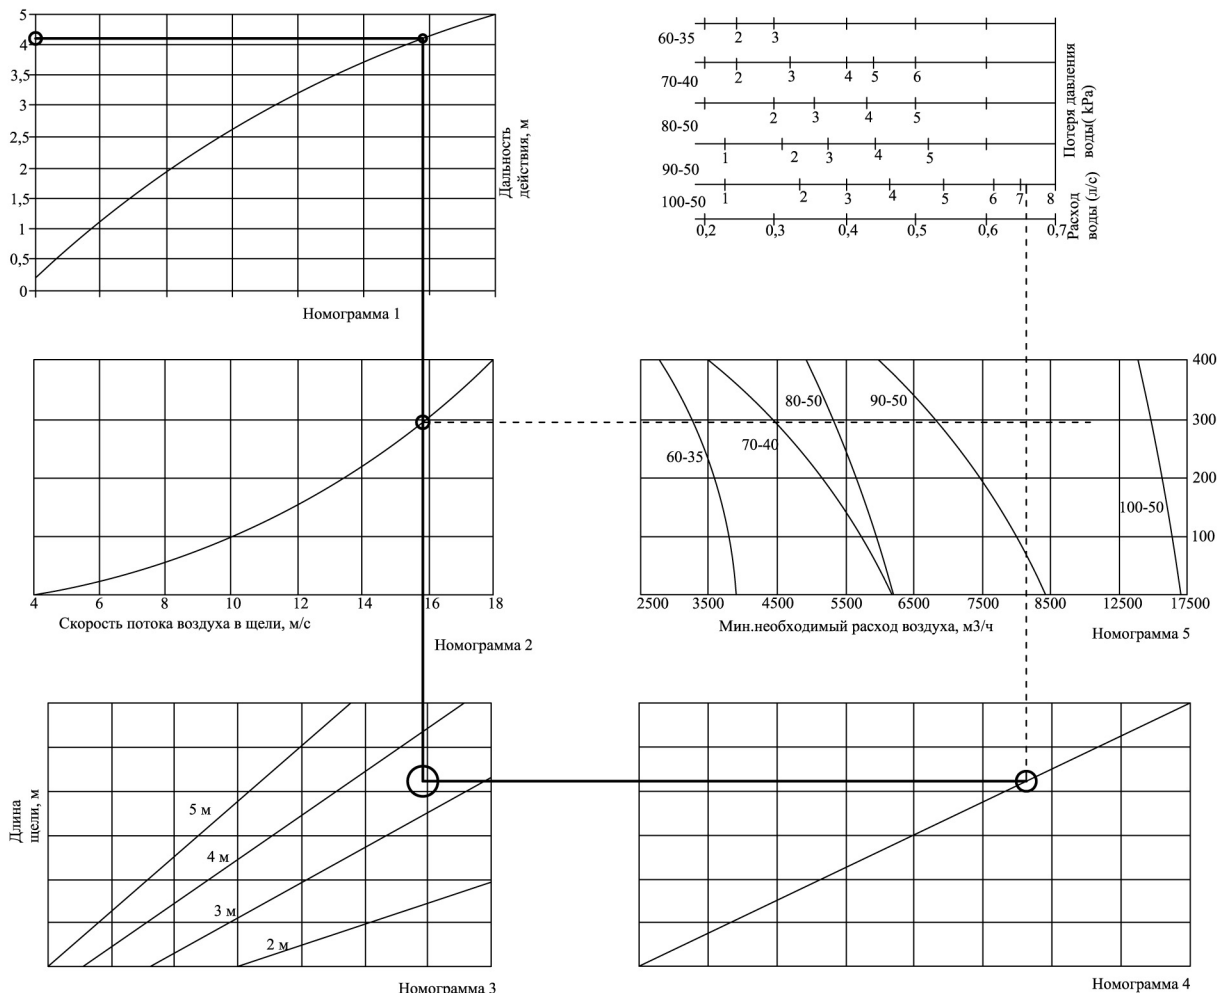 5
4
3,5
3
2,5
2
1,5
1
0,5
0
Дальность
действия, м
Номограмма 1
60-35
2 3
70-40
2 3 4 5 6
80-50
2 3 4 5
90-50
1 2 3 4 5
100-50
1 2 3 4 5 6 7 8
0,2 0,3 0,4 0,5 0,6 0,7
Потеря давления
воды( kPa)
Расход
воды (л/с)
4 6 8 10 12 14 16 18
Скорость потока воздуха в щели, м/с
Номограмма 2
400
300
200
100
80-50
90-50
70-40
60-35
100-50
2500 3500 4500 5500 6500 7500 8500 12500 17500
Мин.необходимый расход воздуха, м3/ч
Номограмма 5
Длина
щели, м
5 м
4 м
3 м
2 м
Номограмма 3
Номограмма 4